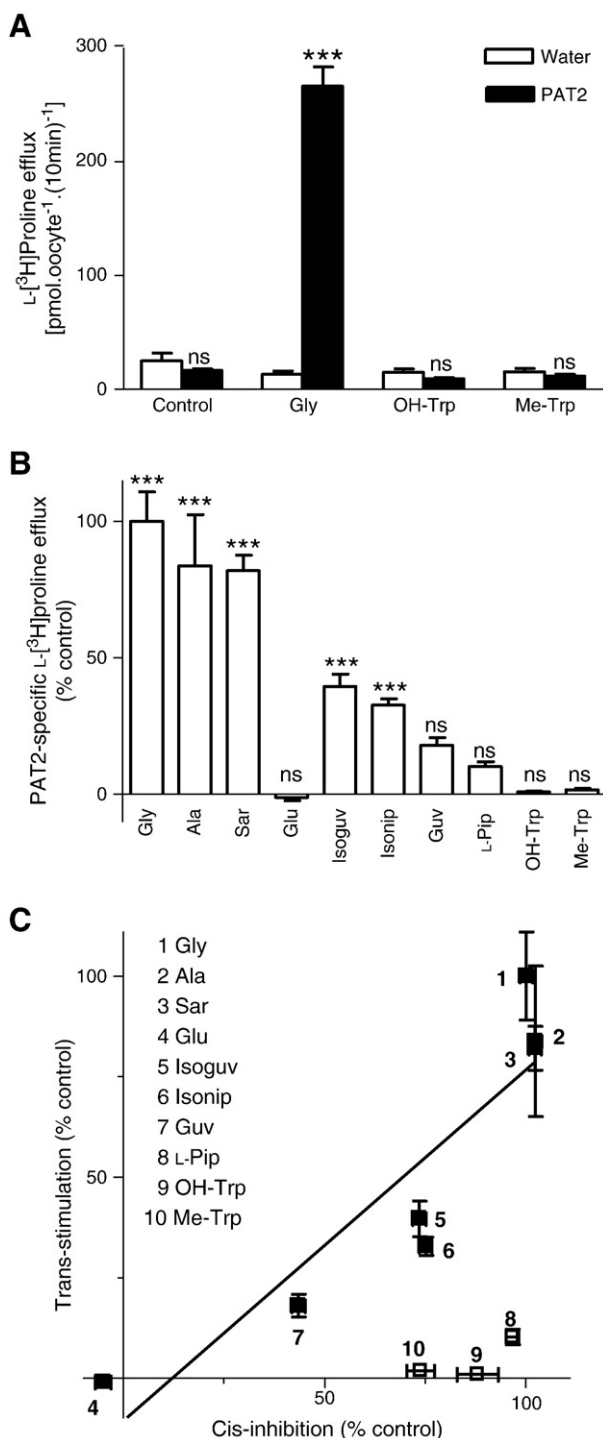 A
L-[³H]Proline efflux
[pmol.oocyte⁻¹.(10min)⁻¹]
300
200
100
0
***
Water
PAT2
ns
ns
ns
Control
Gly
OH-Trp
Me-Trp
B
PAT2-specific L-[³H]proline efflux
(% control)
100
50
0
***
***
***
ns
***
***
ns
ns
ns
ns
Gly
Ala
Sar
Glu
Isoguv
Isonip
Guv
L-Pip
OH-Trp
Me-Trp
C
Trans-stimulation (% control)
100
50
1 Gly
2 Ala
3 Sar
4 Glu
5 Isoguv
6 Isonip
7 Guv
8 L-Pip
9 OH-Trp
10 Me-Trp
1
2
3
5
6
7
8
10
9
4
50
100
Cis-inhibition (% control)